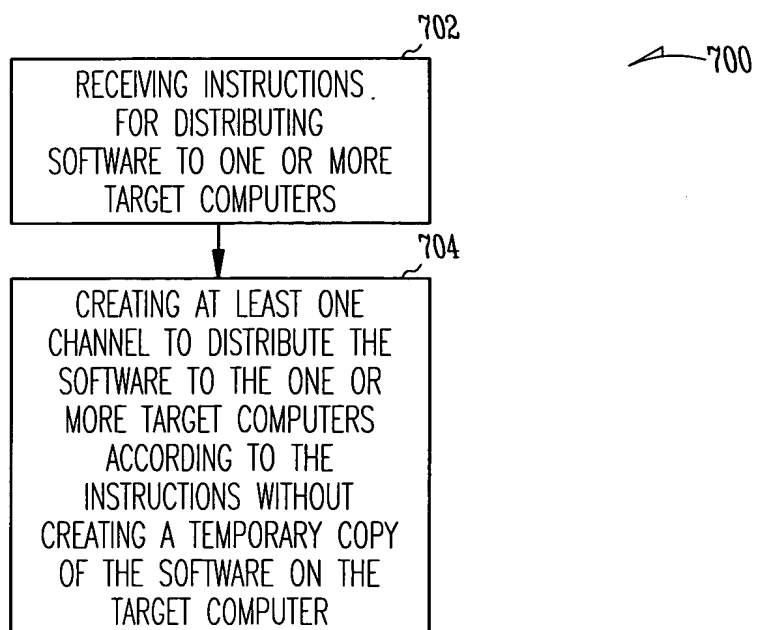 702
700
RECEIVING INSTRUCTIONS
FOR DISTRIBUTING
SOFTWARE TO ONE OR MORE
TARGET COMPUTERS
704
CREATING AT LEAST ONE
CHANNEL TO DISTRIBUTE THE
SOFTWARE TO THE ONE OR
MORE TARGET COMPUTERS
ACCORDING TO THE
INSTRUCTIONS WITHOUT
CREATING A TEMPORARY COPY
OF THE SOFTWARE ON THE
TARGET COMPUTER